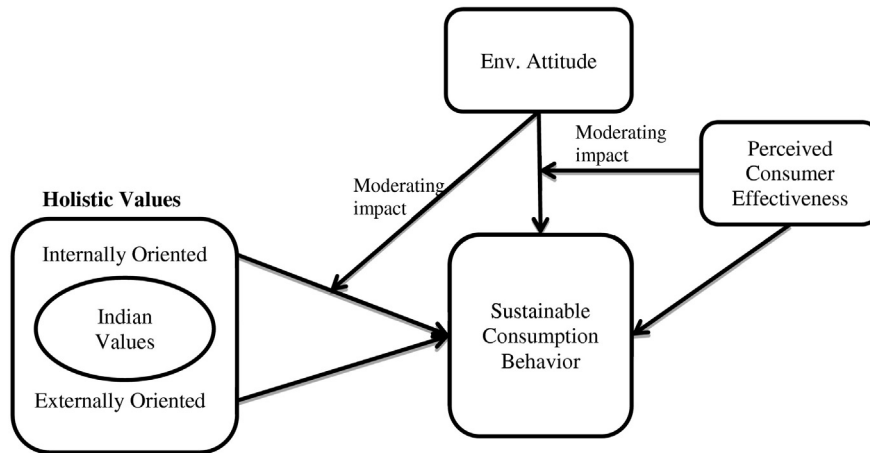 Env. Attitude
Moderating
impact
Perceived
Consumer
Effectiveness
Moderating
impact
Holistic Values
Internally Oriented
Indian
Values
Externally Oriented
Sustainable
Consumption
Behavior